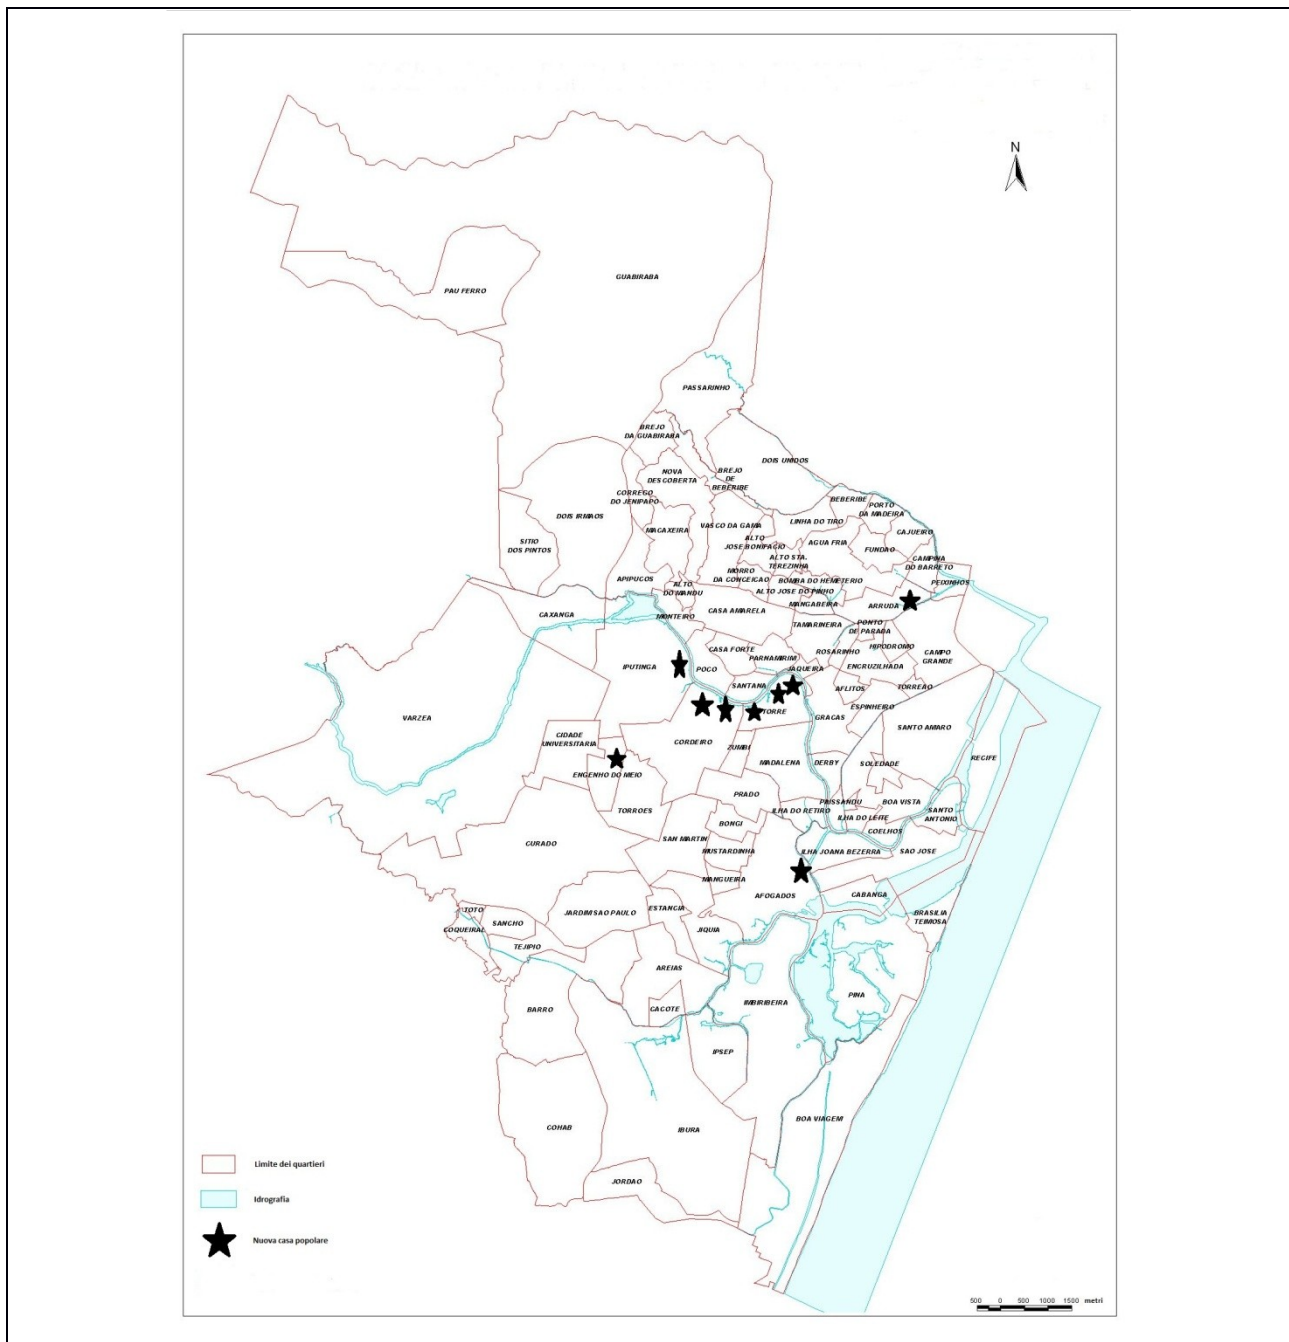 N
GUABIRABA
PAU FERRO
PASSARINHO
BREJO
DA GUABIRABA
DOIS UNIDOS
NOVA
DESCOBERTA
BREJO
DE
BEBERIBE
CORREGO
DO JENIPAPO
BEBERIBE
PORTO
DA MADEIRA
DOIS IRMAOS
MACAXEIRA
VASCO DA GAMA
LINHA DO TIRO
CAJUEIRO
SITIO
DOS PINTOS
ALTO
JOSE BONIFACIO
AGUA FRIA
FUNDAO
ALTO STA.
TEREZINHA
CAMPINA
DO BARRETO
PEIXINHOS
APIPUCOS
ALTO
DO MANDU
MORRO
DA CONCEICAO
BOMBA DO HEMETERIO
ALTO JOSE DO PINHO
CAXANGA
MONTEIRO
CASA AMARELA
MANGABEIRA
ARRUDA
TAMARINEIRA
PONTO
DE PARADA
CASA FORTE
PARNAMIRIM
ROSARINHO
HIPODROMO
CAMPO
GRANDE
IPUTINGA
POCO
JAQUEIRA
ENCRUZILHADA
SANTANA
AFLITOS
TORREAO
VARZEA
TORRE
GRACAS
ESPINHEIRO
SANTO AMARO
CIDADE
UNIVERSITARIA
CORDEIRO
ZUMBI
MADALENA
DERBY
SOLEDADE
RECIFE
ENGENHO DO MEIO
PRADO
PAISSANDU
BOA VISTA
TORROES
ILHA DO RETIRO
ILHA DO LEITE
SANTO
ANTONIO
BONGI
COELHOS
CURADO
SAN MARTIN
MUSTARDINHA
ILHA JOANA BEZERRA
SAO JOSE
MANGUEIRA
AFOGADOS
CABANGA
TOTO
JARDIM SAO PAULO
ESTANCIA
BRASILIA
TEIMOSA
COQUEIRAL
SANCHO
JIQUIA
TEJIPIO
AREIAS
BARRO
CACOTE
IMBIRIBEIRA
PINA
IPSEP
BOA VIAGEM
COHAB
IBURA
JORDAO
Limite dei quartieri
Idrografia
Nuova casa popolare
500 0 500 1000 1500 metri